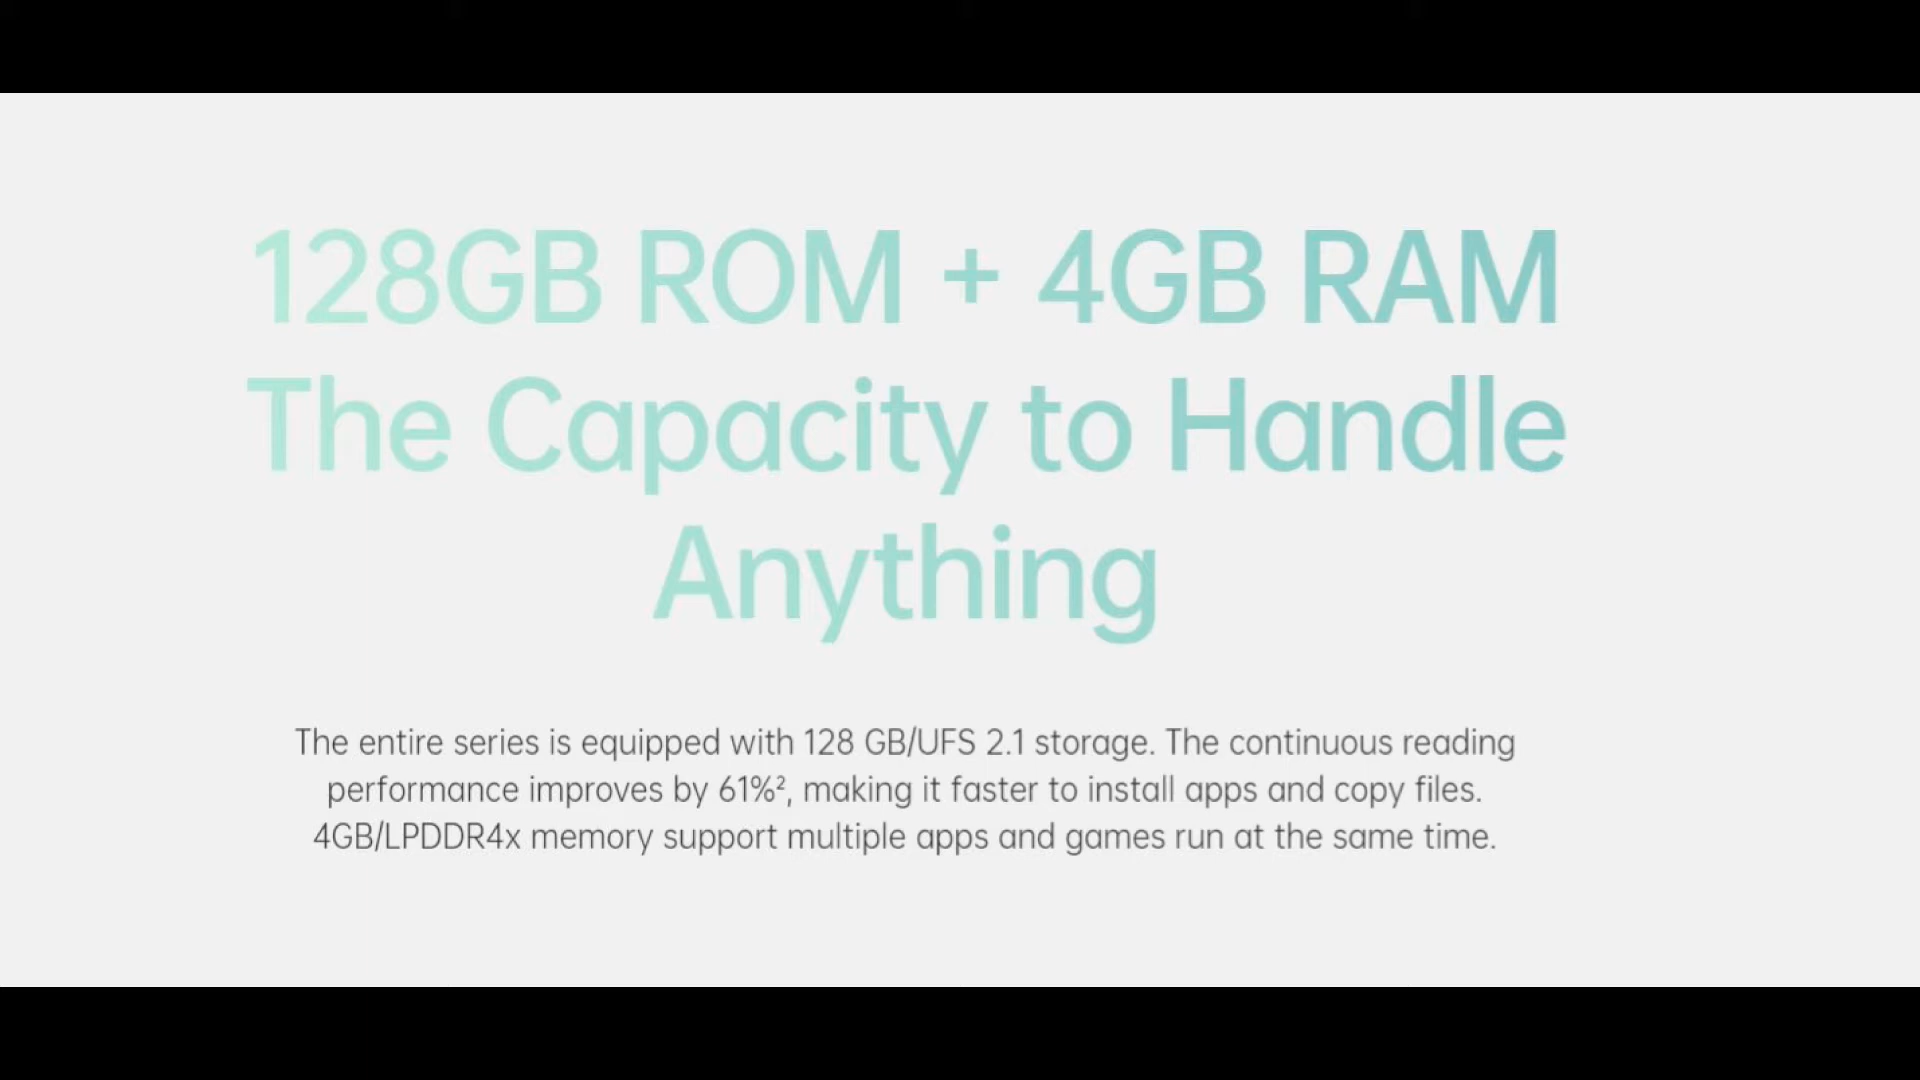 128GB ROM + 4GB RAM
The Capacity to Handle
Anything
The entire series is equipped with 128 GB/UFS 2.1 storage. The continuous reading
performance improves by 61%², making it faster to install apps and copy files.
4GB/LPDDR4x memory support multiple apps and games run at the same time.